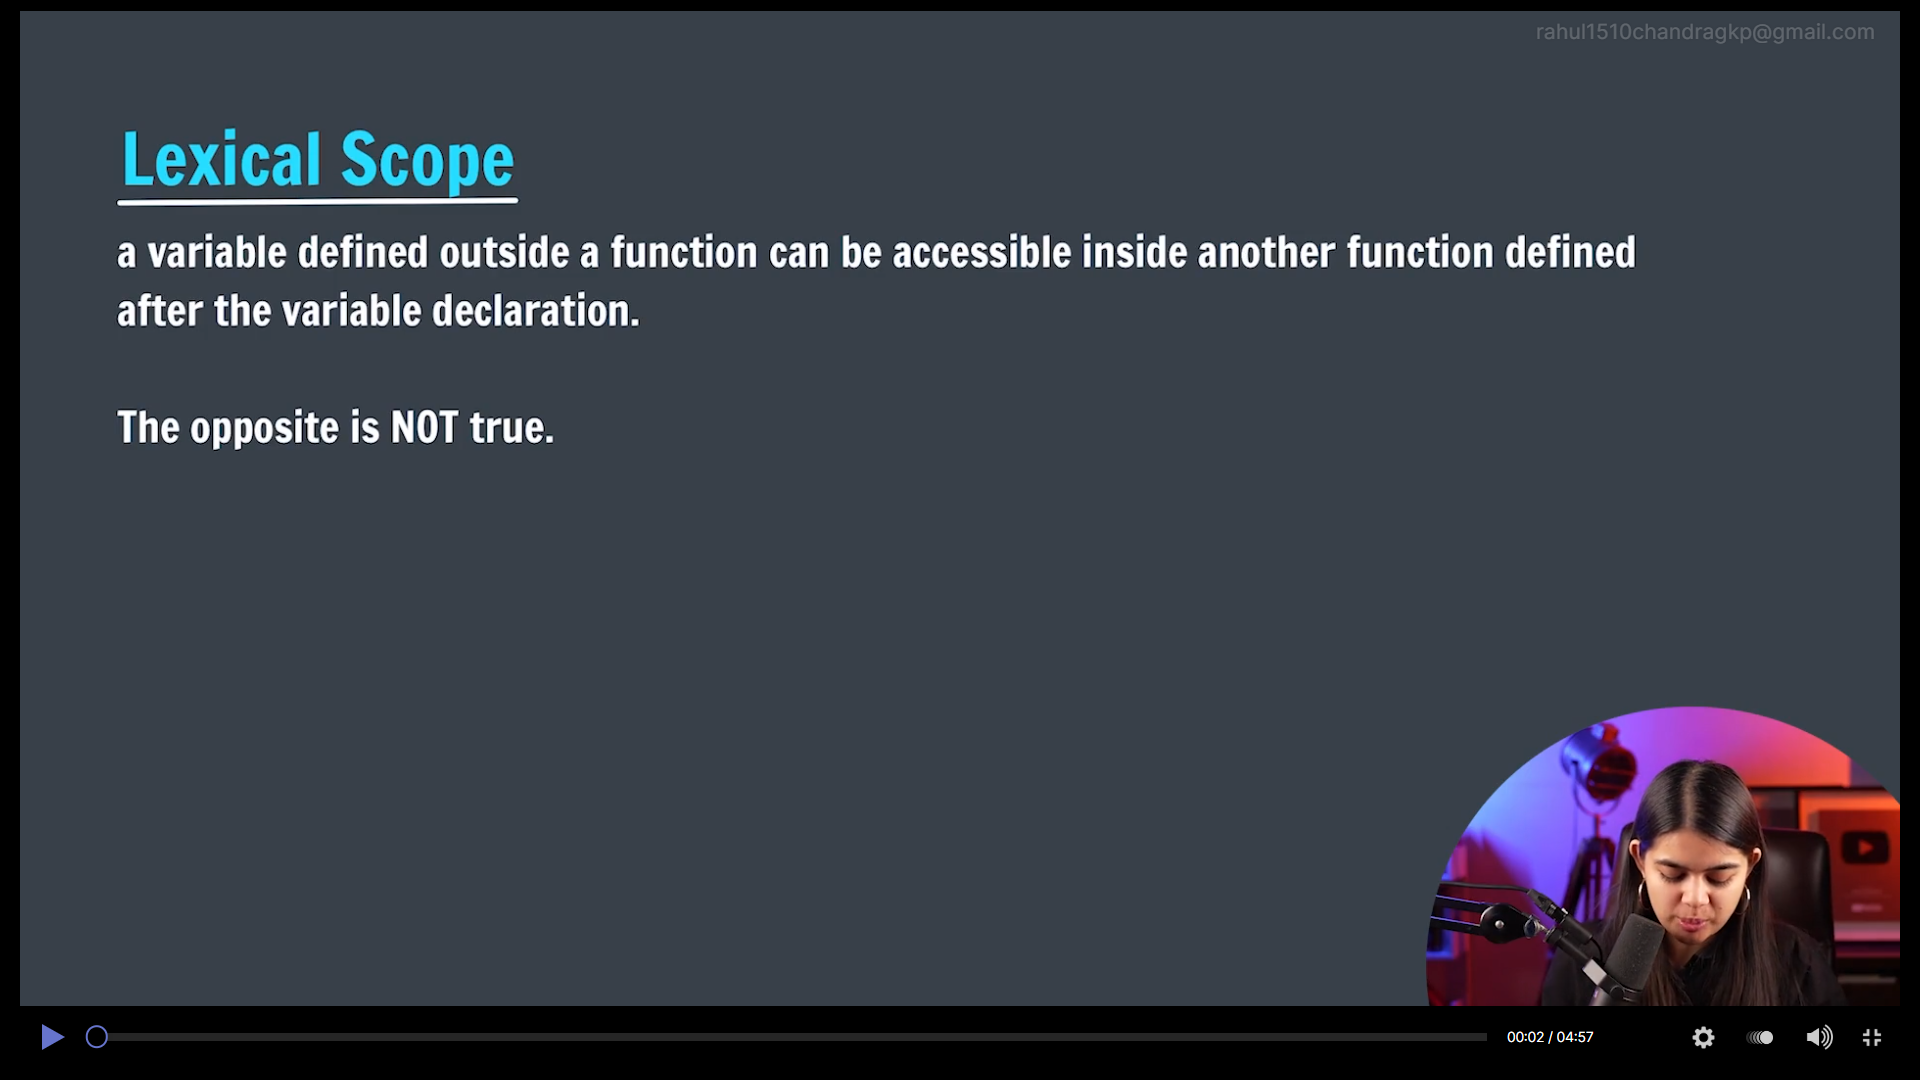 rahul1510chandragkp@gmail.com
Lexical Scope
a variable defined outside a function can be accessible inside another function defined
after the variable declaration.
The opposite is NOT true.
00:02 / 04:57